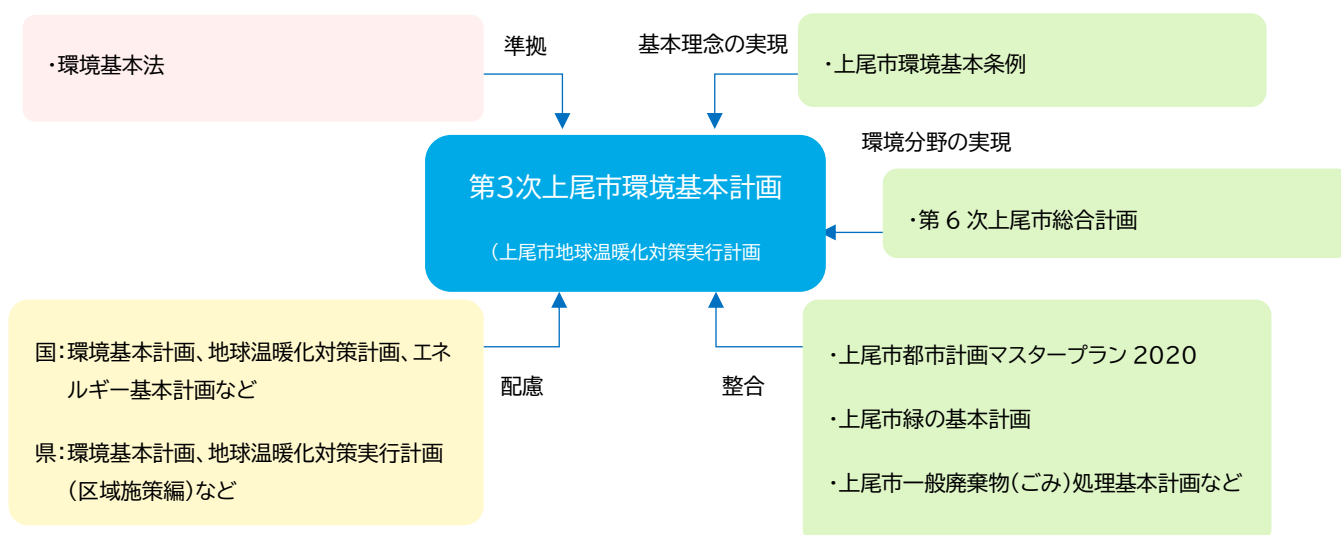 ・環境基本法
準拠
基本理念の実現
・上尾市環境基本条例
環境分野の実現
第3次上尾市環境基本計画
(上尾市地球温暖化対策実行計画
・第 6 次上尾市総合計画
国:環境基本計画、地球温暖化対策計画、エネ
ルギー基本計画など
県:環境基本計画、地球温暖化対策実行計画
(区域施策編)など
配慮
整合
・上尾市都市計画マスタープラン 2020
・上尾市緑の基本計画
・上尾市一般廃棄物(ごみ)処理基本計画など